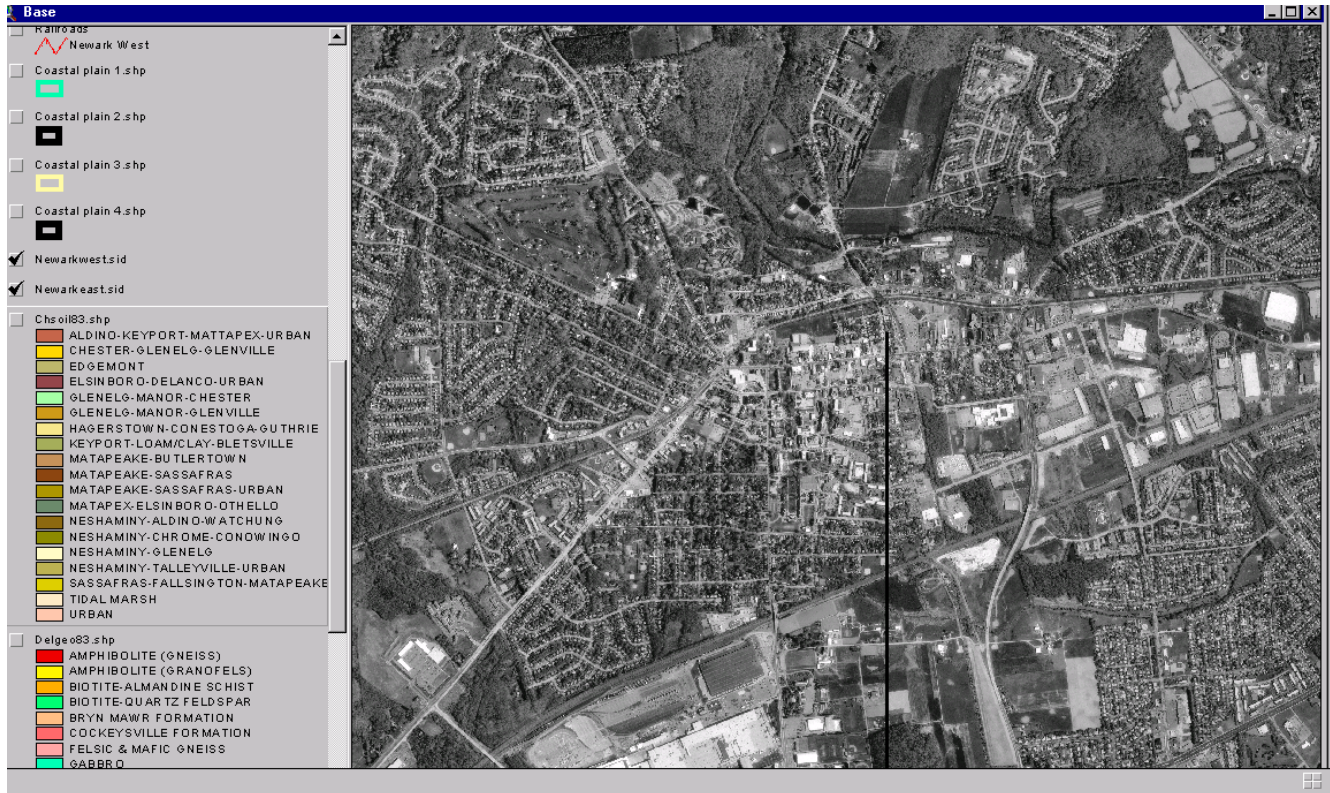 Base
Railroads
Newark West
Coastal plain 1.shp
Coastal plain 2.shp
Coastal plain 3.shp
Coastal plain 4.shp
Newarkwest.sid
Newarkeast.sid
Chsoil83.shp
ALDINO-KEYPORT-MATTAPEX-URBAN
CHESTER-GLENELG-GLENVILLE
EDGEMONT
ELSINBORO-DELANCO-URBAN
GLENELG-MANOR-CHESTER
GLENELG-MANOR-GLENVILLE
HAGERSTOWN-CONESTOGA-GUTHRIE
KEYPORT-LOAM/CLAY-BLETSVILLE
MATAPEAKE-BUTLERTOWN
MATAPEAKE-SASSAFRAS
MATAPEAKE-SASSAFRAS-URBAN
MATAPEX-ELSINBORO-OTHELLO
NESHAMINY-ALDINO-WATCHUNG
NESHAMINY-CHROME-CONOWINGO
NESHAMINY-GLENELG
NESHAMINY-TALLEYVILLE-URBAN
SASSAFRAS-FALLSINGTON-MATAPEAKE
TIDAL MARSH
URBAN
Delgeo83.shp
AMPHIBOLITE (GNEISS)
AMPHIBOLITE (GRANOFELS)
BIOTITE-ALMANDINE SCHIST
BIOTITE-QUARTZ FELDSPAR
BRYN MAWR FORMATION
COCKEYSVILLE FORMATION
FELSIC & MAFIC GNEISS
GABBRO